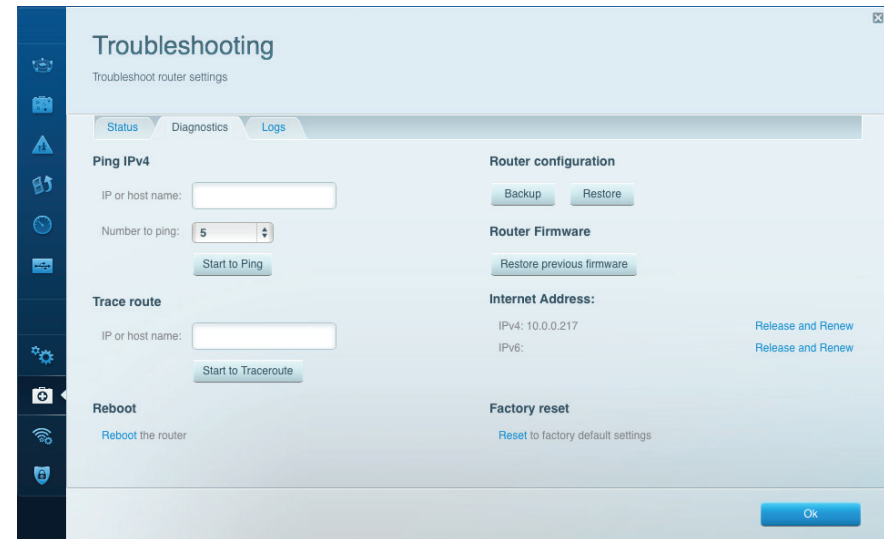 Troubleshooting
Troubleshoot router settings
Status
Diagnostics
Logs
Ping IPv4
IP or host name:
Number to ping:
5
Start to Ping
Trace route
IP or host name:
Start to Traceroute
Reboot
Reboot the router
Router configuration
Backup
Restore
Router Firmware
Restore previous firmware
Internet Address:
IPv4: 10.0.0.217
Release and Renew
IPv6:
Release and Renew
Factory reset
Reset to factory default settings
Ok